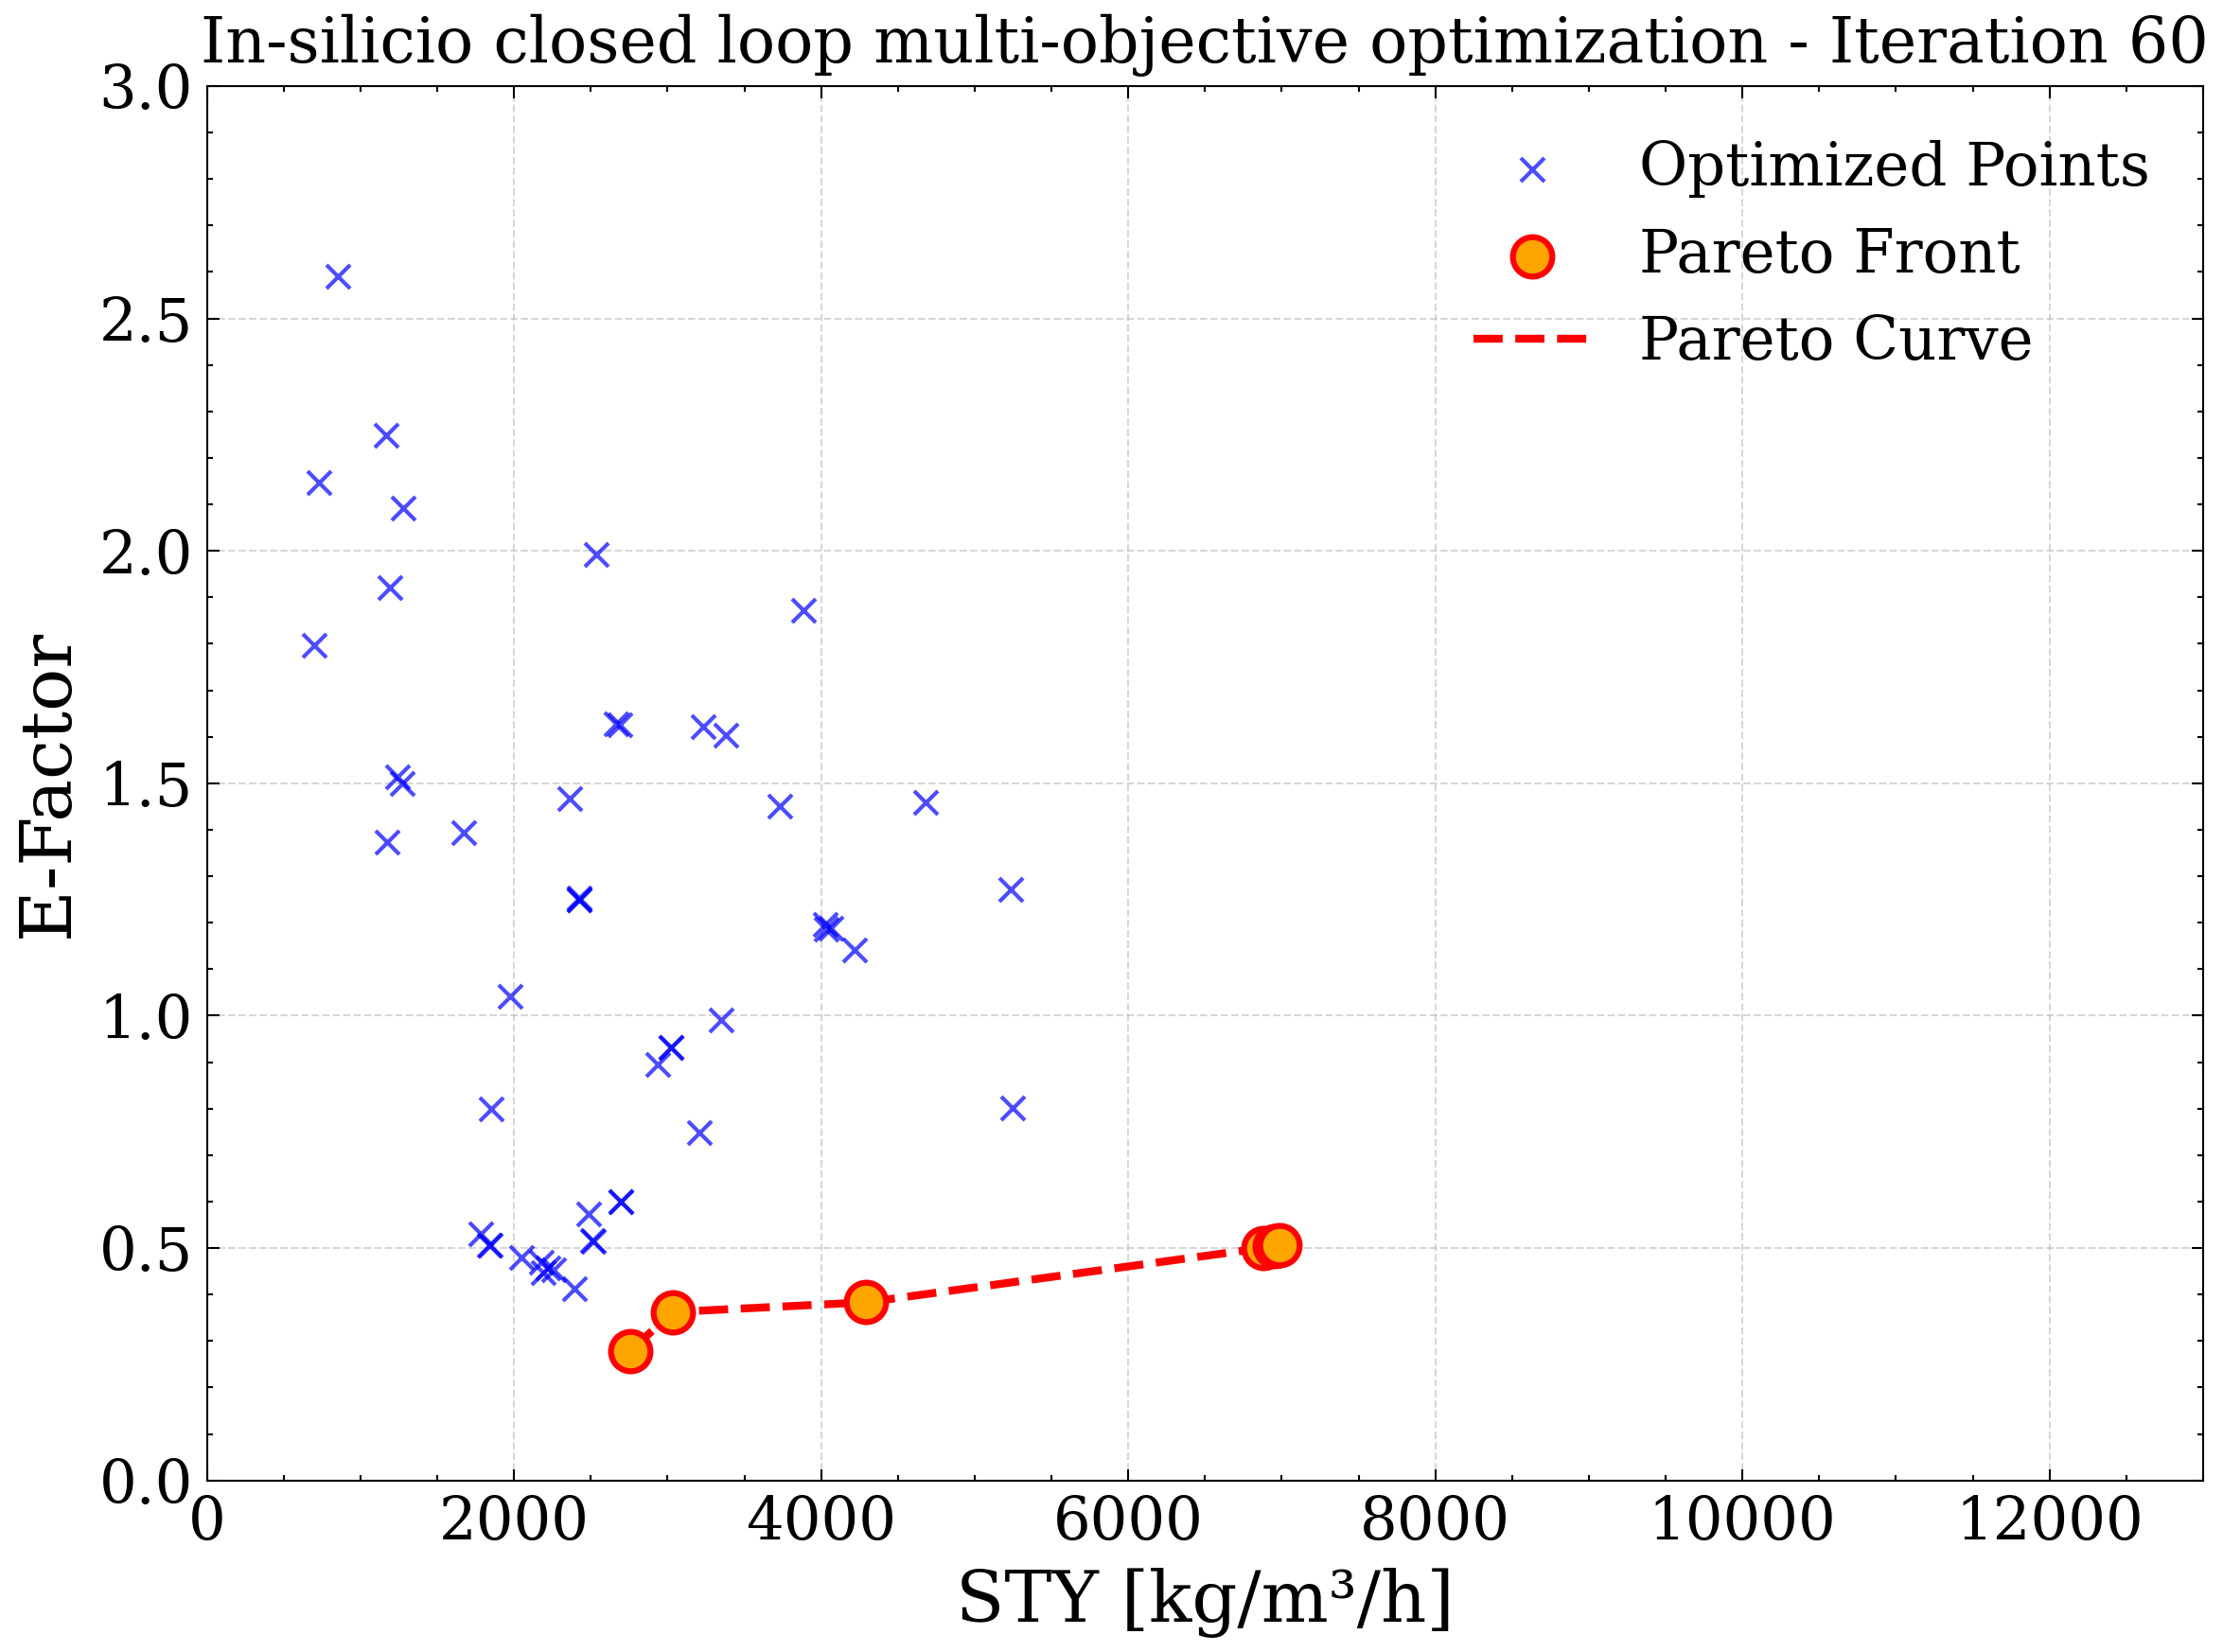 In-silicio closed loop multi-objective optimization - Iteration 60
Optimized Points
Pareto Front
Pareto Curve
E-Factor
3.0
2.5
2.0
1.5
1.0
0.5
0.0
0 2000 4000 6000 8000 10000 12000
STY [kg/m³/h]